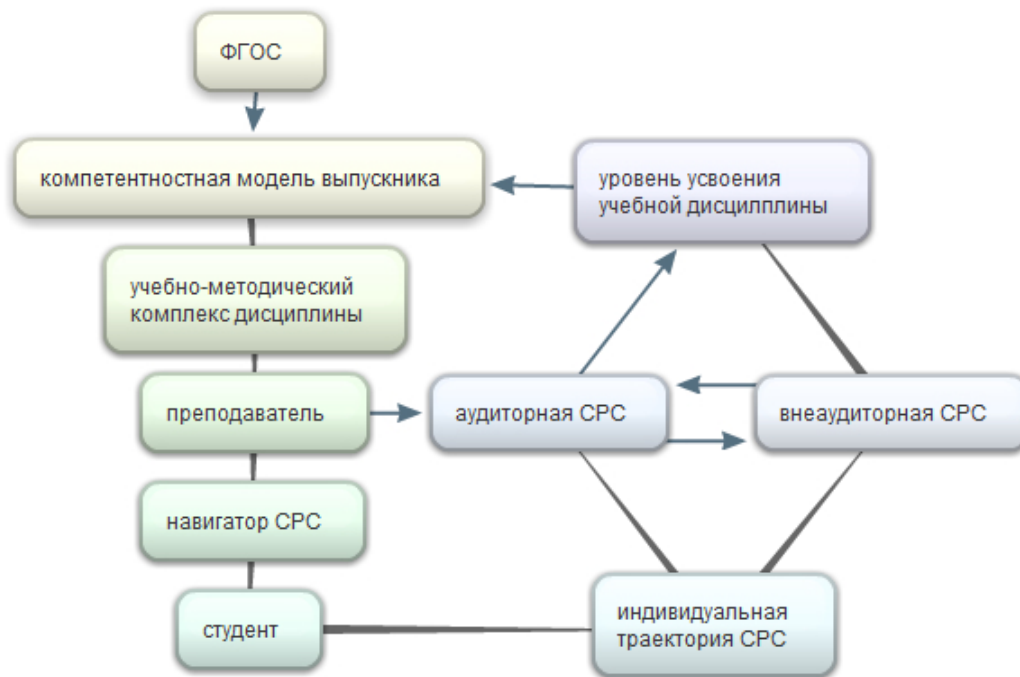 ФГОС
компетентностная модель выпускника
уровень усвоения
учебной дисцилплины
учебно-методический
комплекс дисциплины
преподаватель
аудиторная СРС
внеаудиторная СРС
навигатор СРС
студент
индивидуальная
траектория СРС